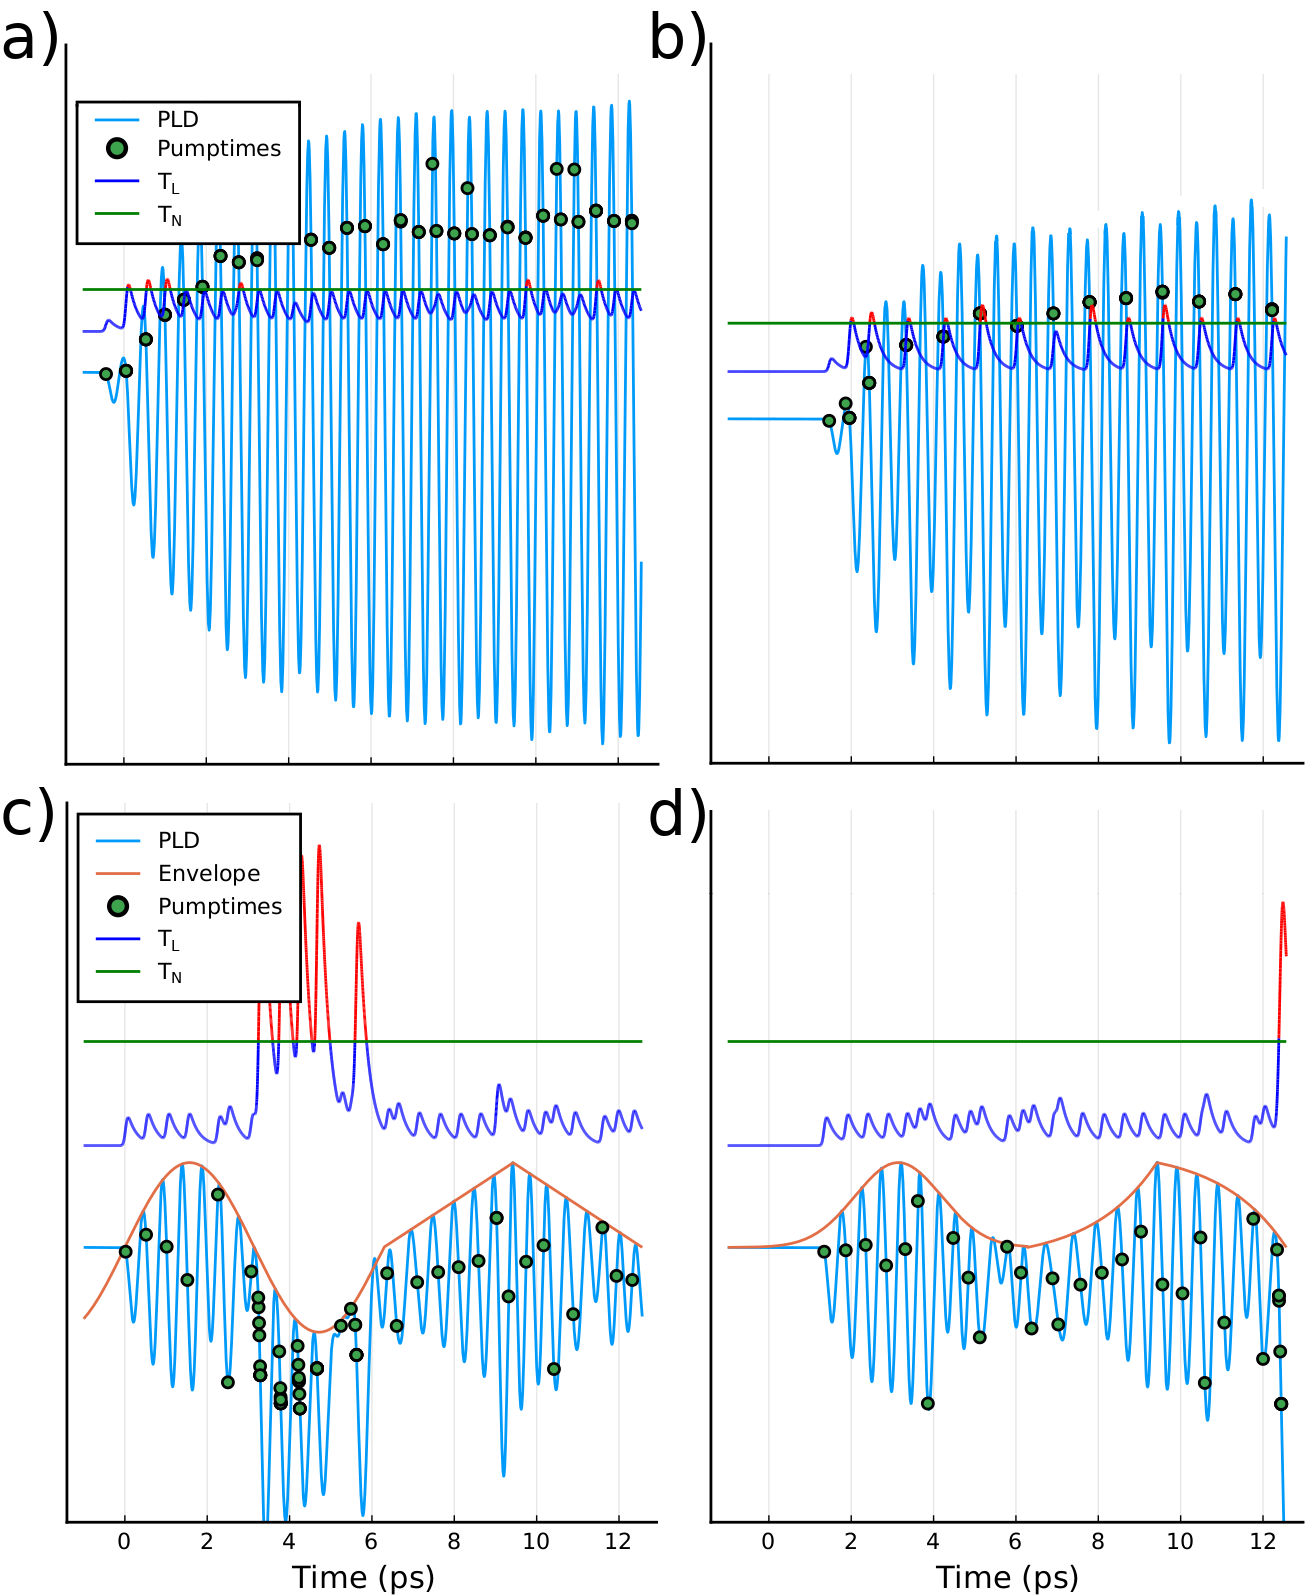 a)
b)
PLD
Pumptimes
T_L
T_N
c)
d)
PLD
Envelope
Pumptimes
T_L
T_N
0 2 4 6 8 10 12
0 2 4 6 8 10 12
Time (ps)
Time (ps)